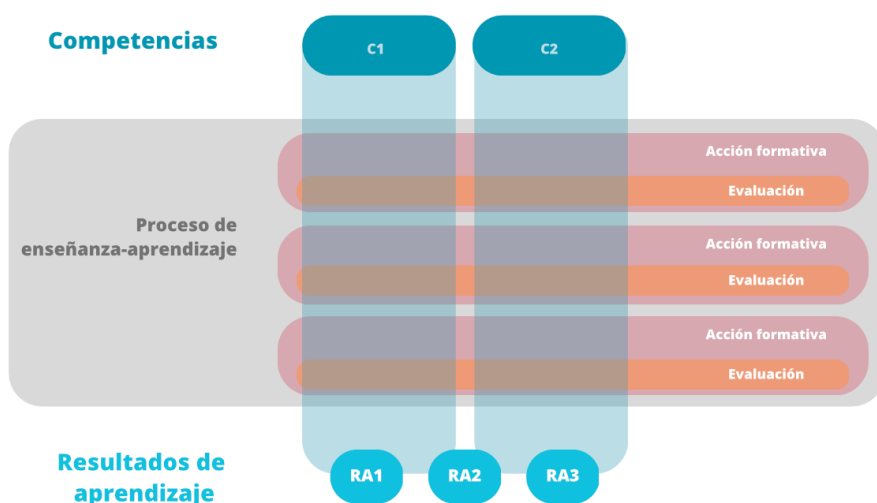 Competencias
C1
C2
Acción formativa
Evaluación
Proceso de
enseñanza-aprendizaje
Acción formativa
Evaluación
Acción formativa
Evaluación
Resultados de
aprendizaje
RA1
RA2
RA3